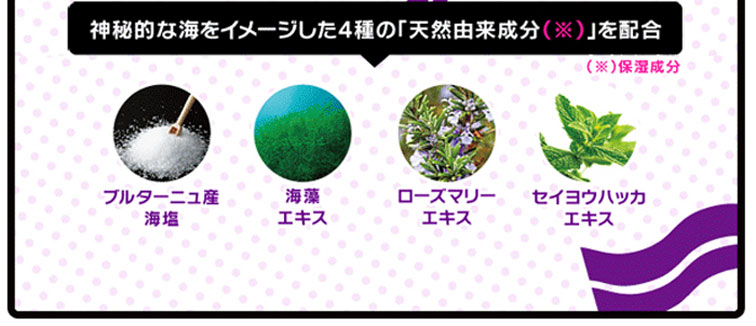 神秘的な海をイメージした4種の｢天然由来成分(※)｣を配合
(※)保湿成分
ブルターニュ産
海塩
海藻
エキス
ローズマリー
エキス
セイヨウハッカ
エキス